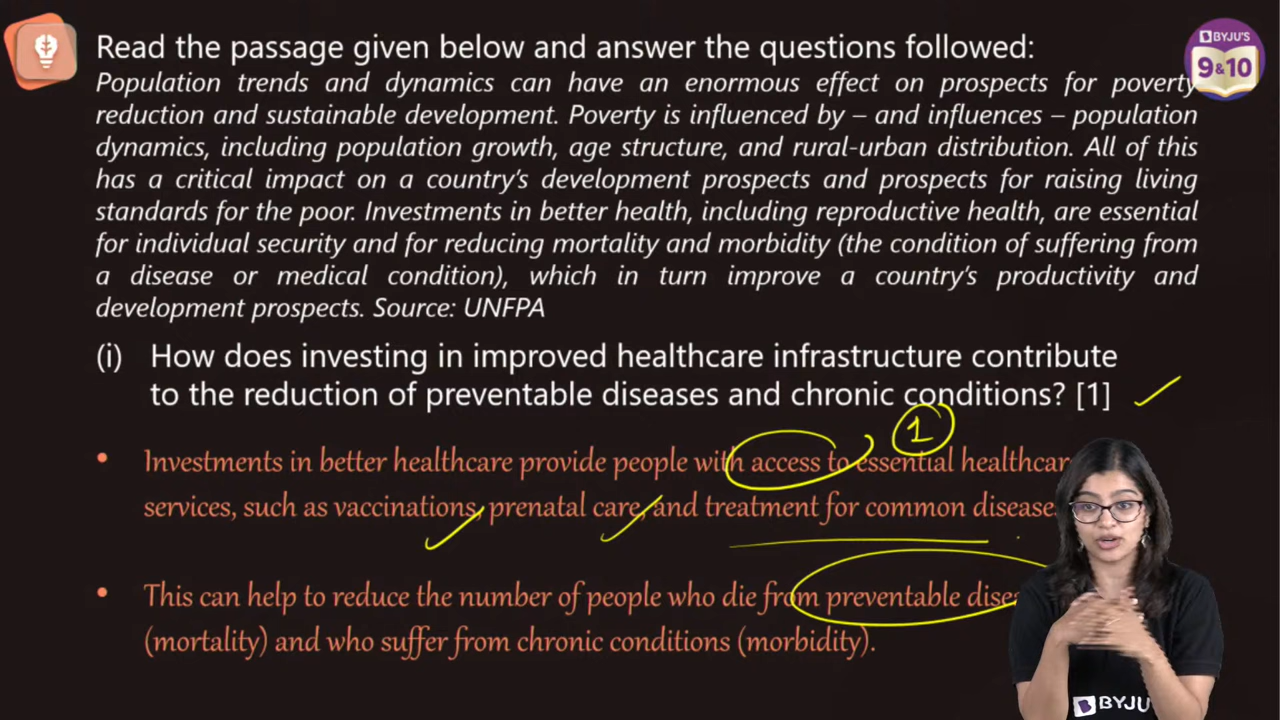 Read the passage given below and answer the questions followed:
BYJU'S
9&10
Population trends and dynamics can have an enormous effect on prospects for poverty
reduction and sustainable development. Poverty is influenced by – and influences – population
dynamics, including population growth, age structure, and rural-urban distribution. All of this
has a critical impact on a country's development prospects and prospects for raising living
standards for the poor. Investments in better health, including reproductive health, are essential
for individual security and for reducing mortality and morbidity (the condition of suffering from
a disease or medical condition), which in turn improve a country's productivity and
development prospects. Source: UNFPA
(i) How does investing in improved healthcare infrastructure contribute
to the reduction of preventable diseases and chronic conditions? [1]
1
• Investments in better healthcare provide people with access to essential
services, such as vaccinations, prenatal care, and treatment for common
• This can help to reduce the number of people who die from preventable
(mortality) and who suffer from chronic conditions (morbidity).
BYJU'